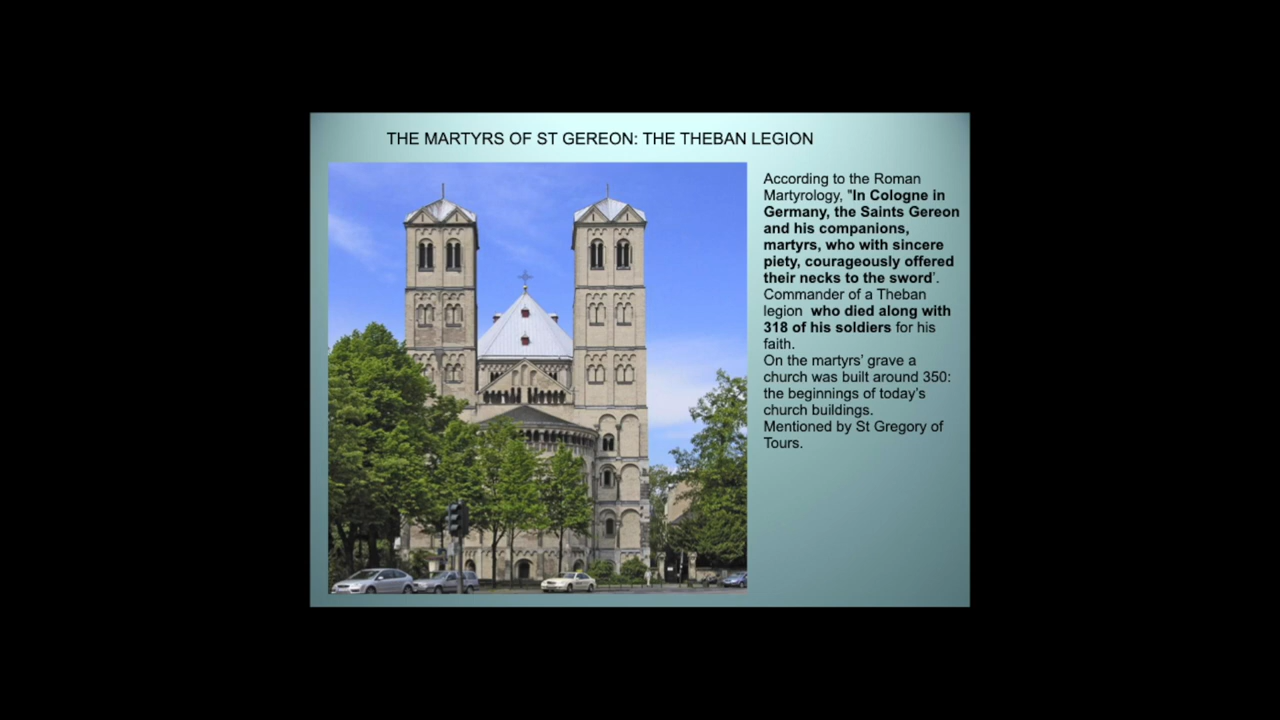 THE MARTYRS OF ST GEREON: THE THEBAN LEGION
According to the Roman
Martyrology, "In Cologne in
Germany, the Saints Gereon
and his companions,
martyrs, who with sincere
piety, courageously offered
their necks to the sword'.
Commander of a Theban
legion  who died along with
318 of his soldiers for his
faith.
On the martyrs’ grave a
church was built around 350:
the beginnings of today’s
church buildings.
Mentioned by St Gregory of
Tours.